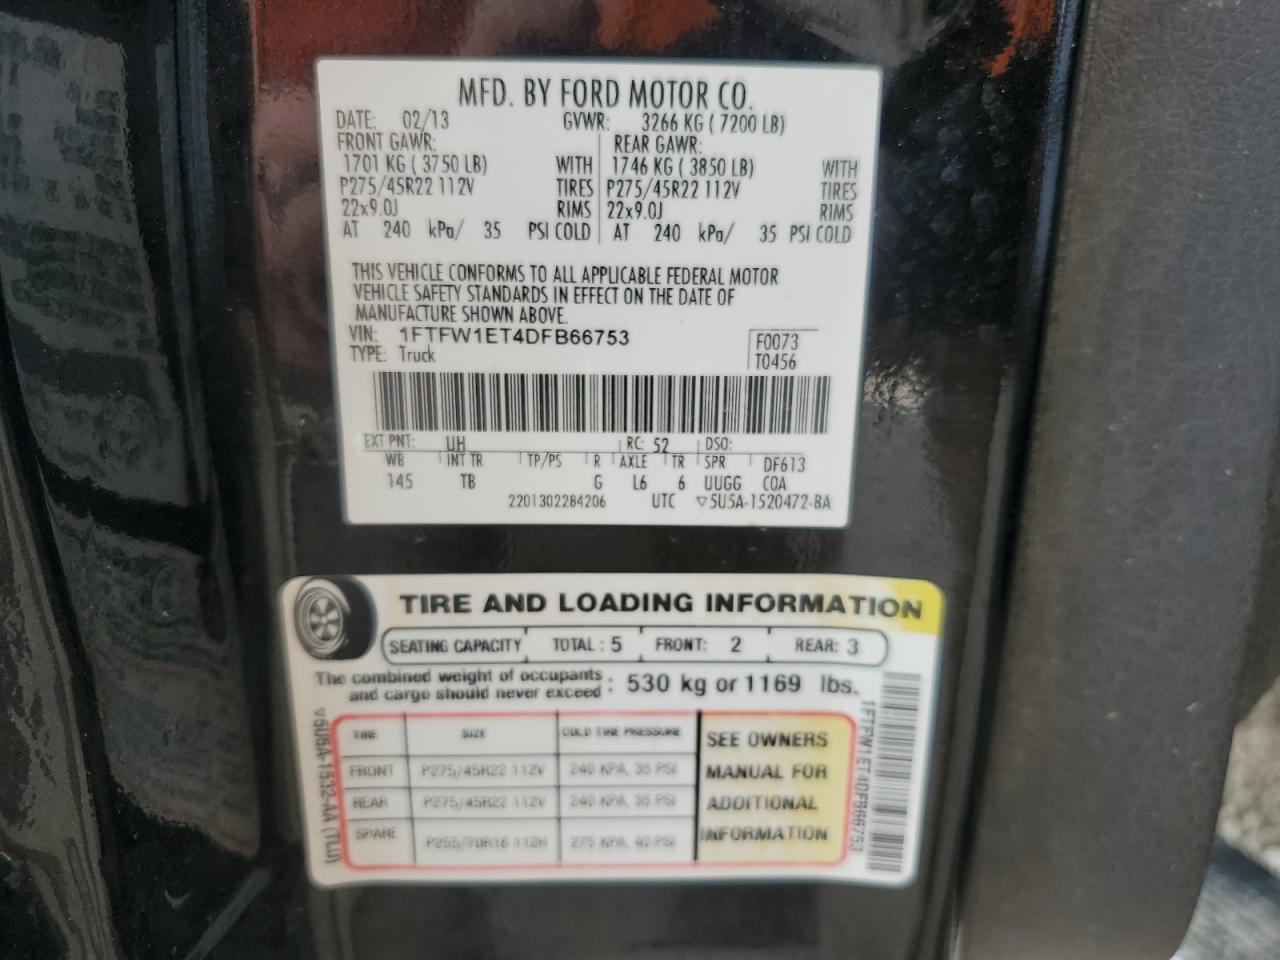 MFD. BY FORD MOTOR CO.
DATE: 02/13 GVWR: 3266 KG ( 7200 LB)
FRONT GAWR: REAR GAWR:
1701 KG ( 3750 LB) WITH 1746 KG ( 3850 LB) WITH
P275/45R22 112V TIRES P275/45R22 112V TIRES
22x9.0J RIMS 22x9.0J RIMS
AT 240 kPa/ 35 PSI COLD AT 240 kPa/ 35 PSI COLD
THIS VEHICLE CONFORMS TO ALL APPLICABLE FEDERAL MOTOR
VEHICLE SAFETY STANDARDS IN EFFECT ON THE DATE OF
MANUFACTURE SHOWN ABOVE.
VIN: 1FTFW1ET4DFB66753 F0073
TYPE: Truck T0456
EXT PNT: UH RC: 52 DSO:
WB INT TR TP/PS R AXLE TR SPR DF613
145 TB G L6 6 UUGG COA
2201302284206 UTC ▽5U5A-1520472-BA
TIRE AND LOADING INFORMATION
SEATING CAPACITY TOTAL : 5 FRONT: 2 REAR: 3
The combined weight of occupants
and cargo should never exceed : 530 kg or 1169 lbs.
TIRE SIZE COLD TIRE PRESSURE SEE OWNERS
FRONT P275/45R22 112V 240 KPA, 35 PSI MANUAL FOR
REAR P275/45R22 112V 240 KPA, 35 PSI ADDITIONAL
SPARE P255/70R18 112H 275 KPA, 40 PSI INFORMATION
▽5U5A-1532-AA (TLU)
1FTFW1ET4DFB66753